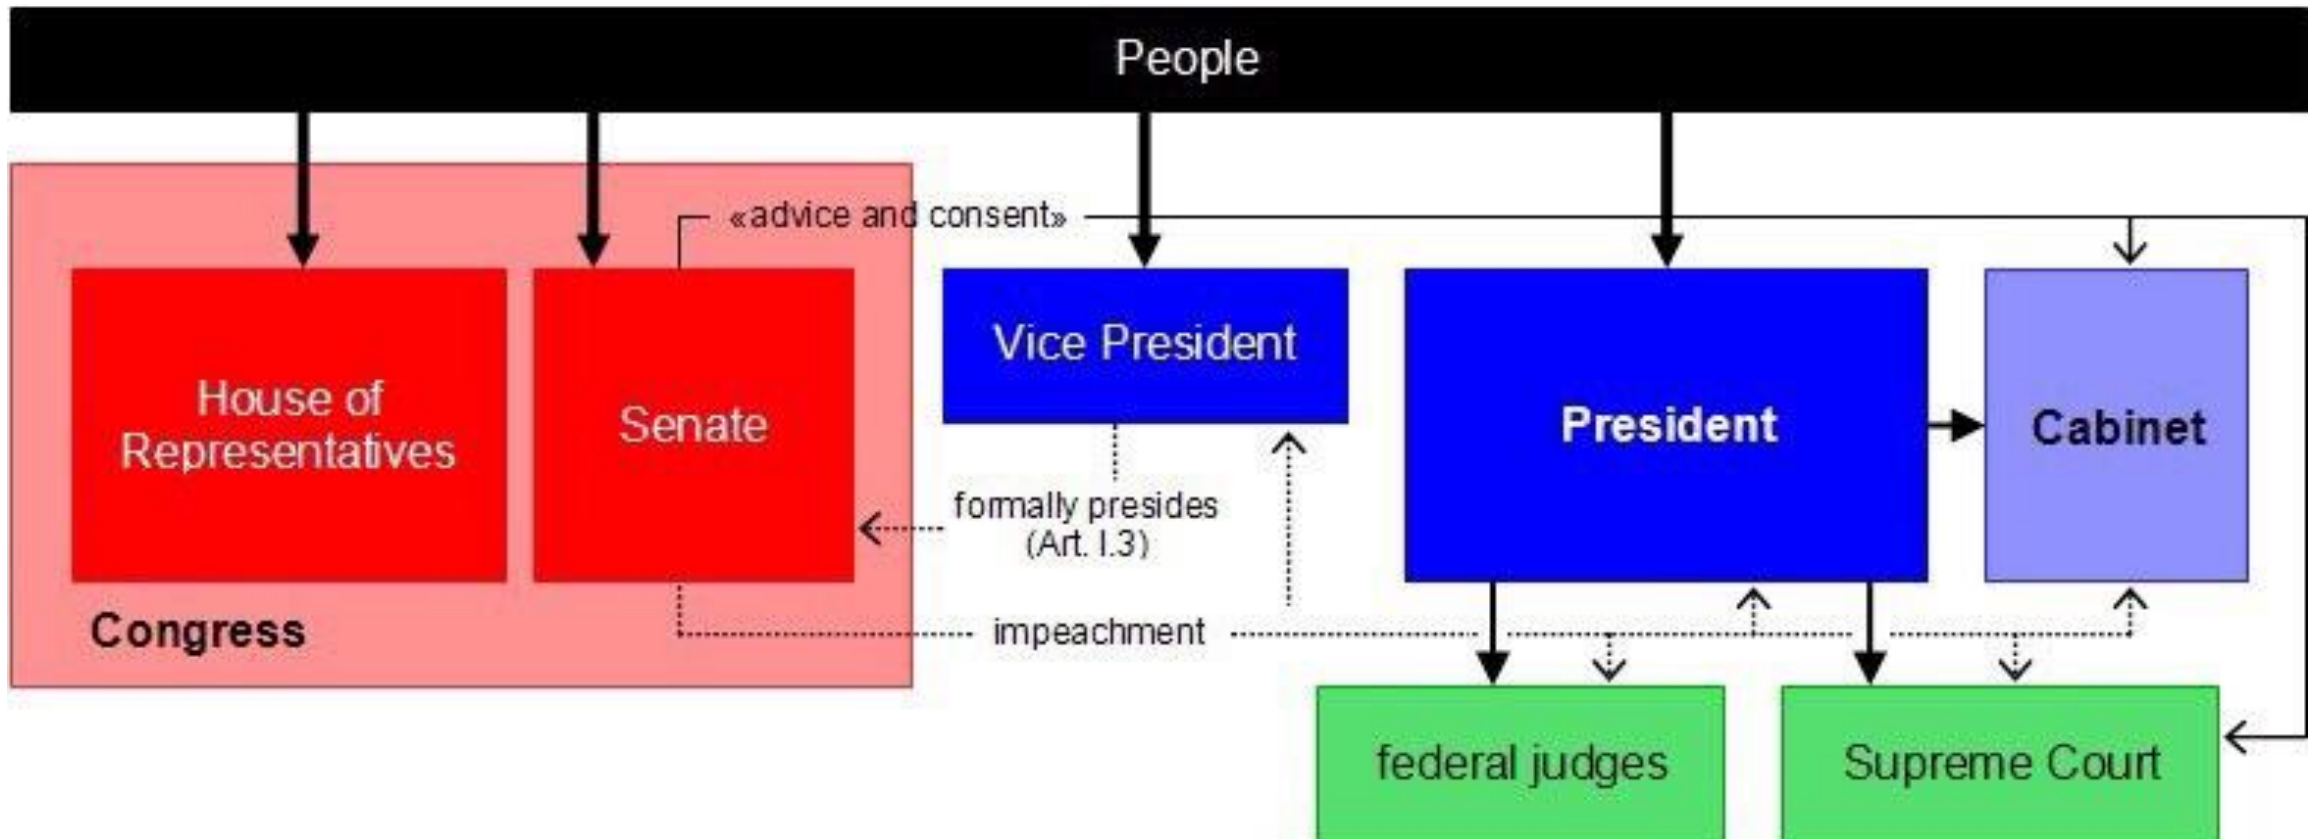 People
«advice and consent»
House of
Representatives
Senate
Vice President
President
Cabinet
formally presides
(Art. I.3)
Congress
impeachment
federal judges
Supreme Court